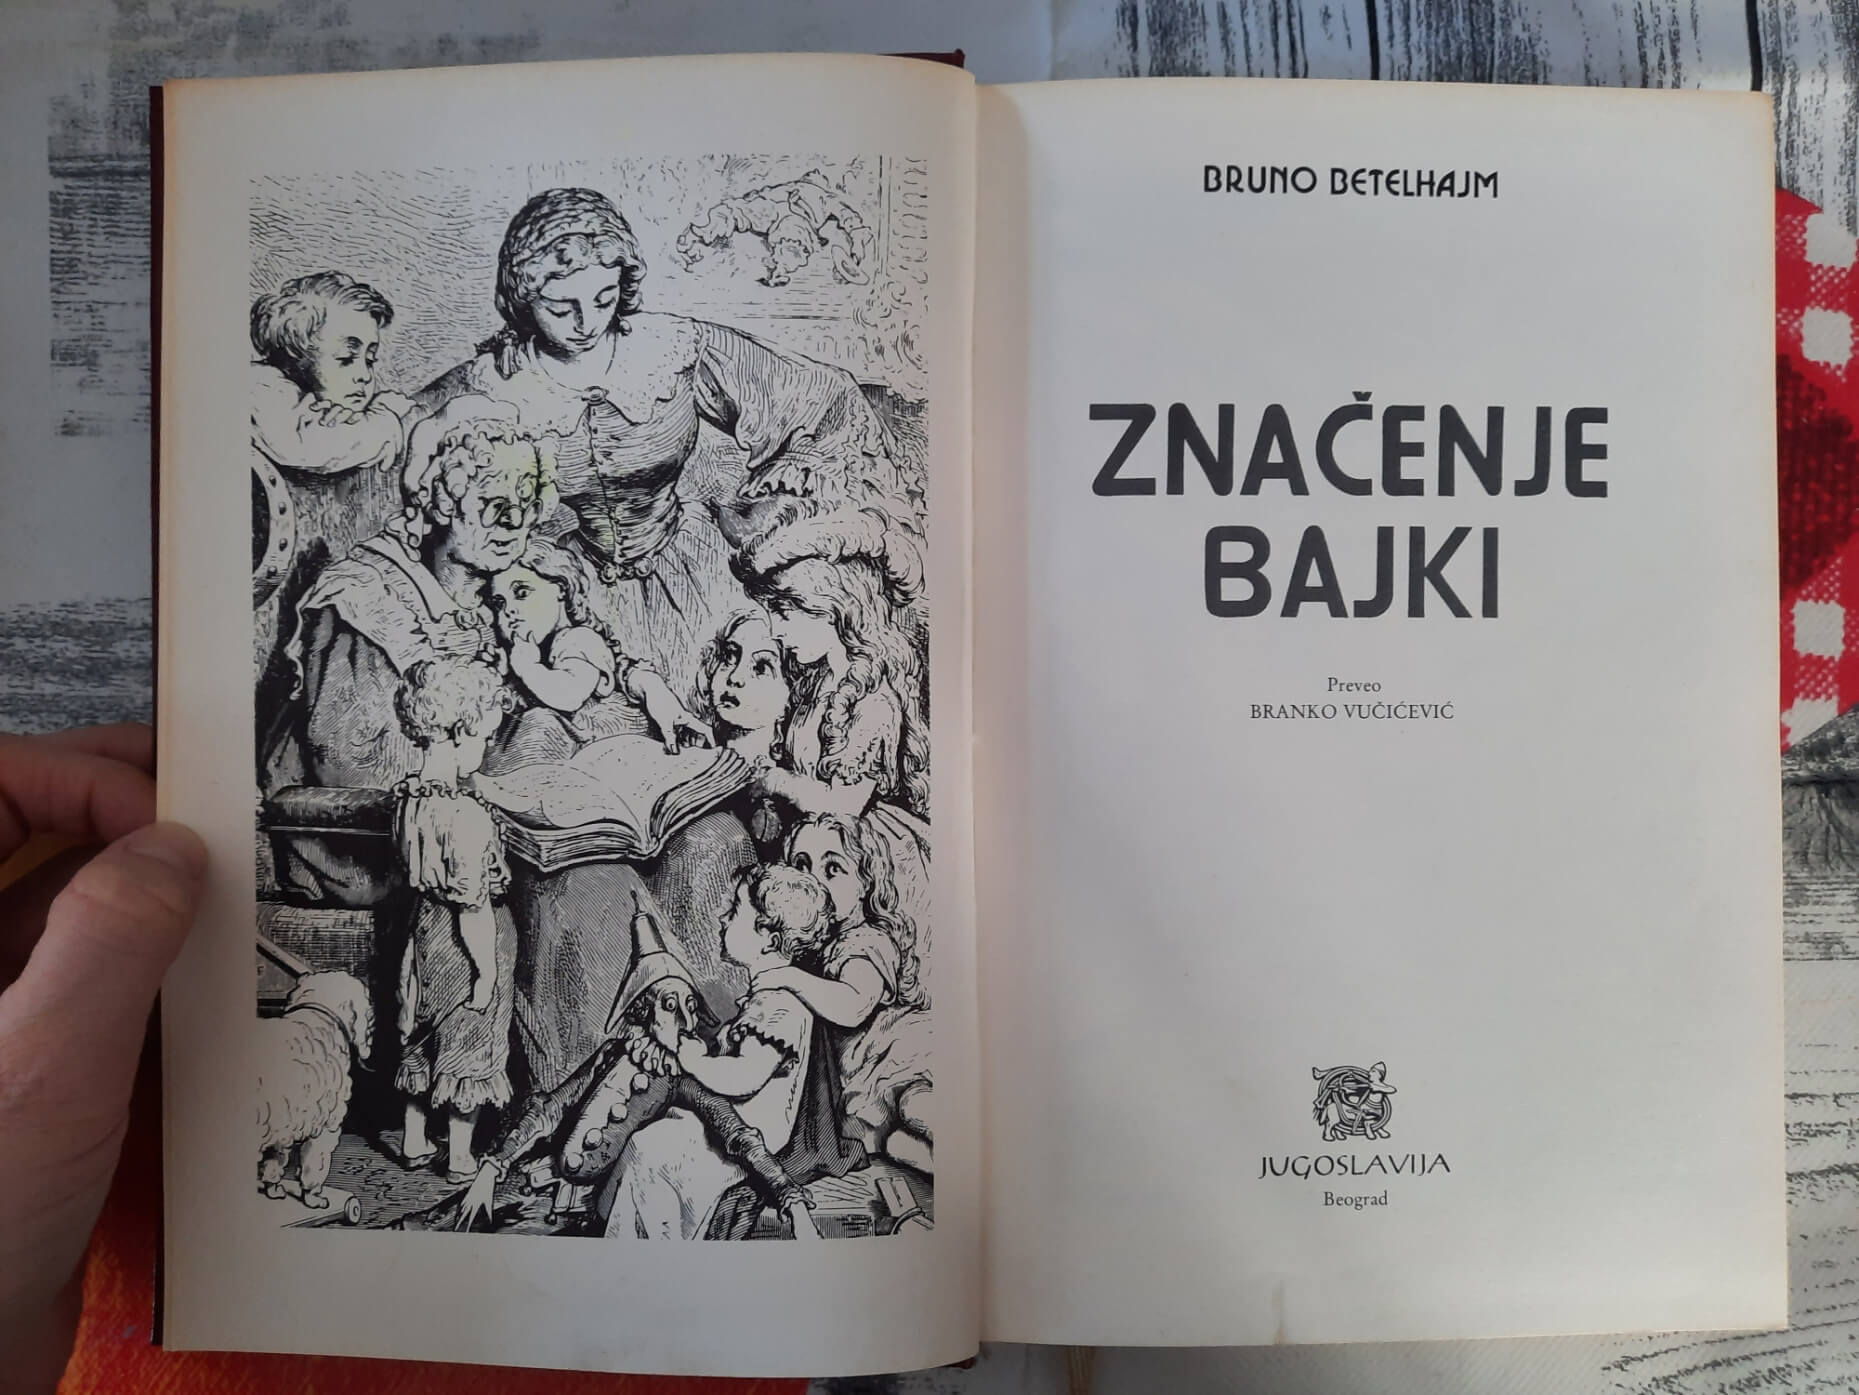 BRUNO BETELHAJM
ZNAČENJE
BAJKI
Preveo
BRANKO VUČIĆEVIĆ
JUGOSLAVIJA
Beograd